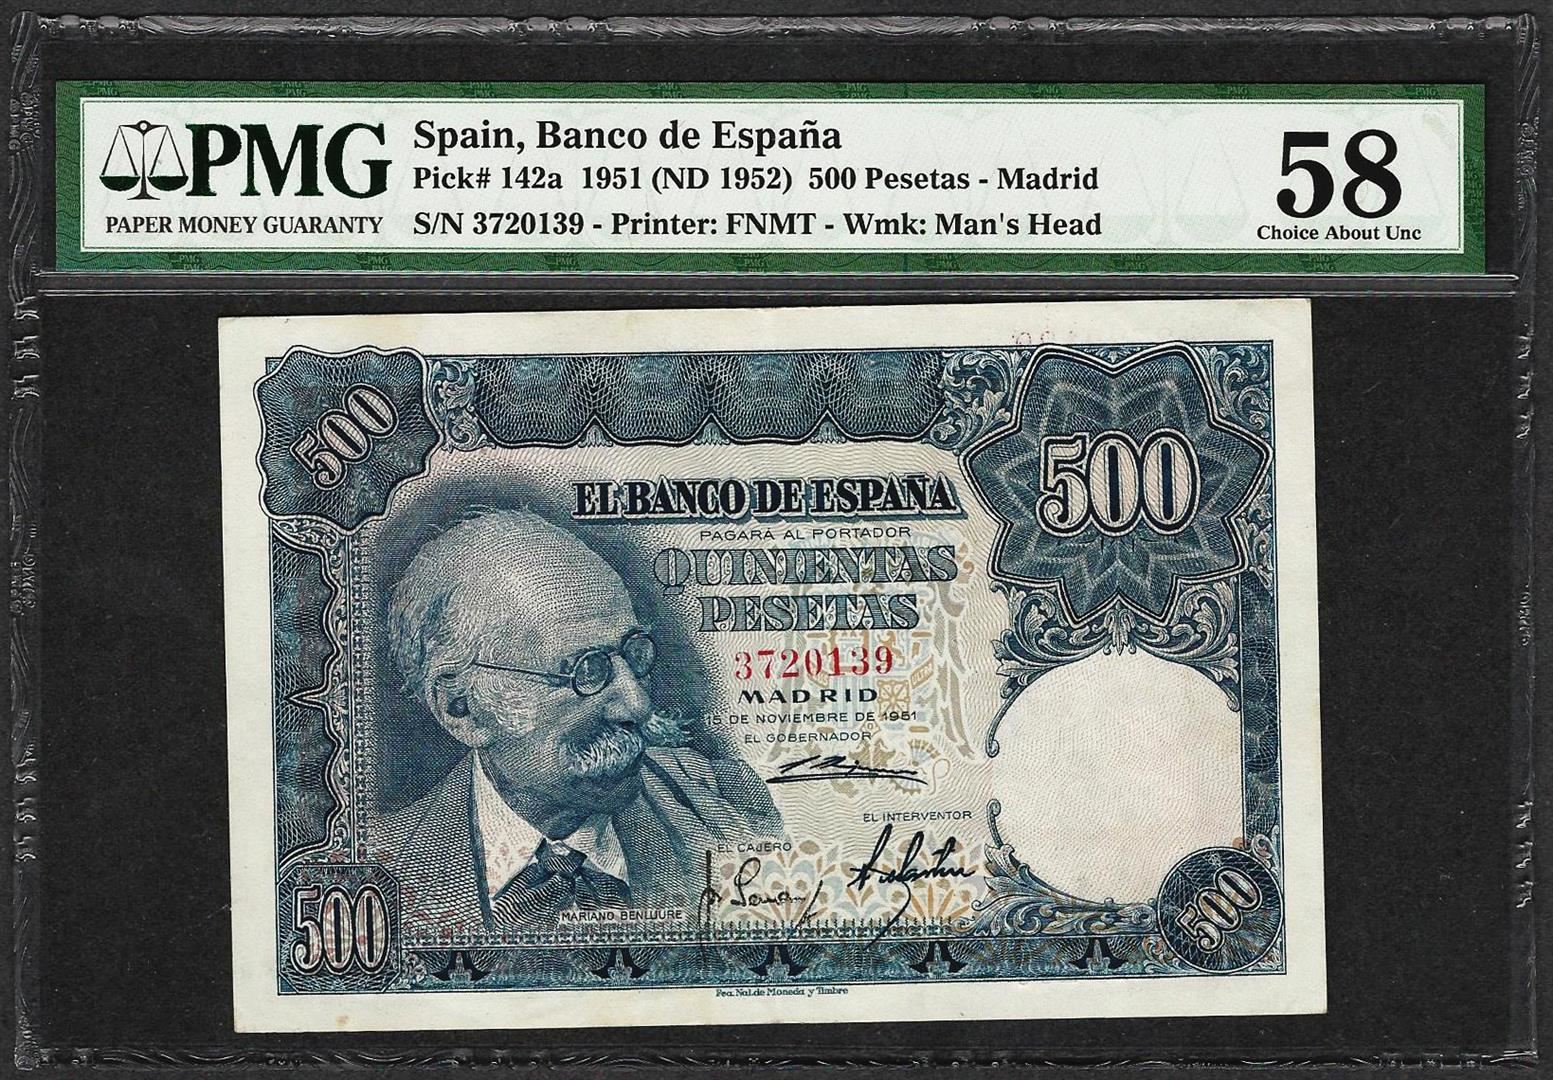 PMG
PAPER MONEY GUARANTY
Spain, Banco de España
Pick# 142a 1951 (ND 1952) 500 Pesetas - Madrid
S/N 3720139 - Printer: FNMT - Wmk: Man's Head
58
Choice About Unc
500
500
EL BANCO DE ESPAÑA
PAGARÁ AL PORTADOR
QUINIENTAS
PESETAS
3720139
MADRID
15 DE NOVIEMBRE DE 1951
EL GOBERNADOR
EL INTERVENTOR
EL CAJERO
MARIANO BENLLIURE
500
500
Fca. Nal. de Moneda y Timbre